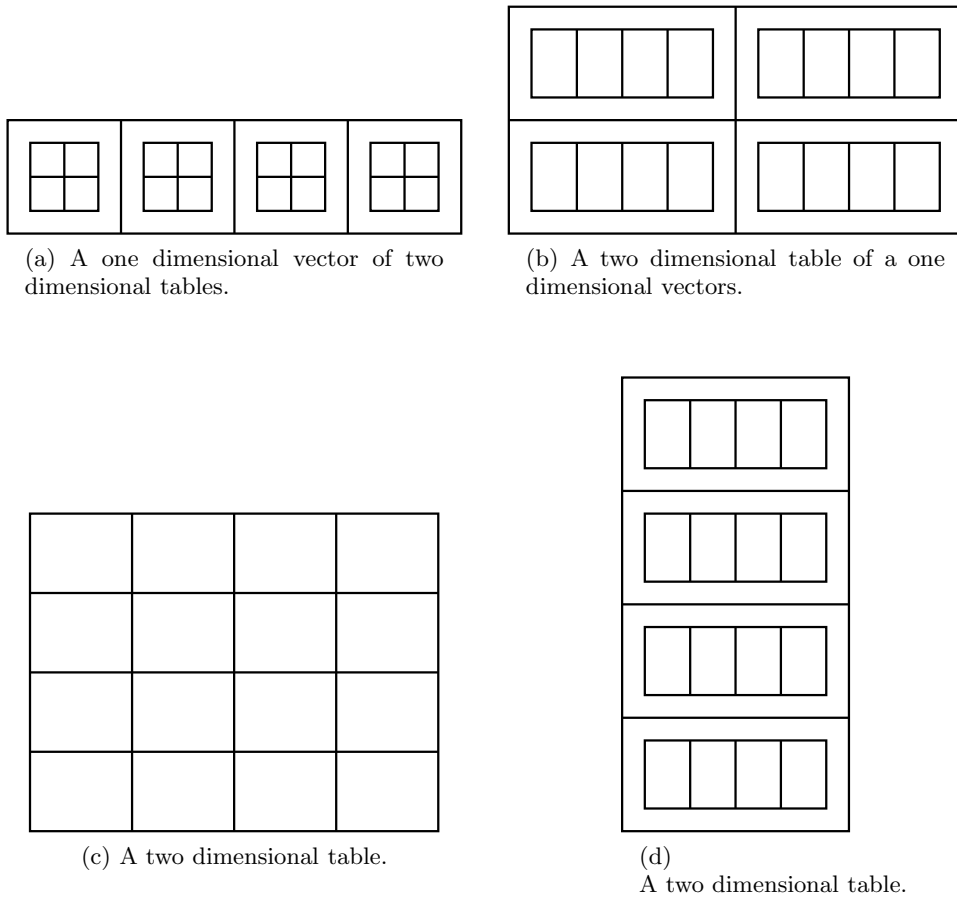 (a) A one dimensional vector of two
dimensional tables.
(b) A two dimensional table of a one
dimensional vectors.
(c) A two dimensional table.
(d)
A two dimensional table.